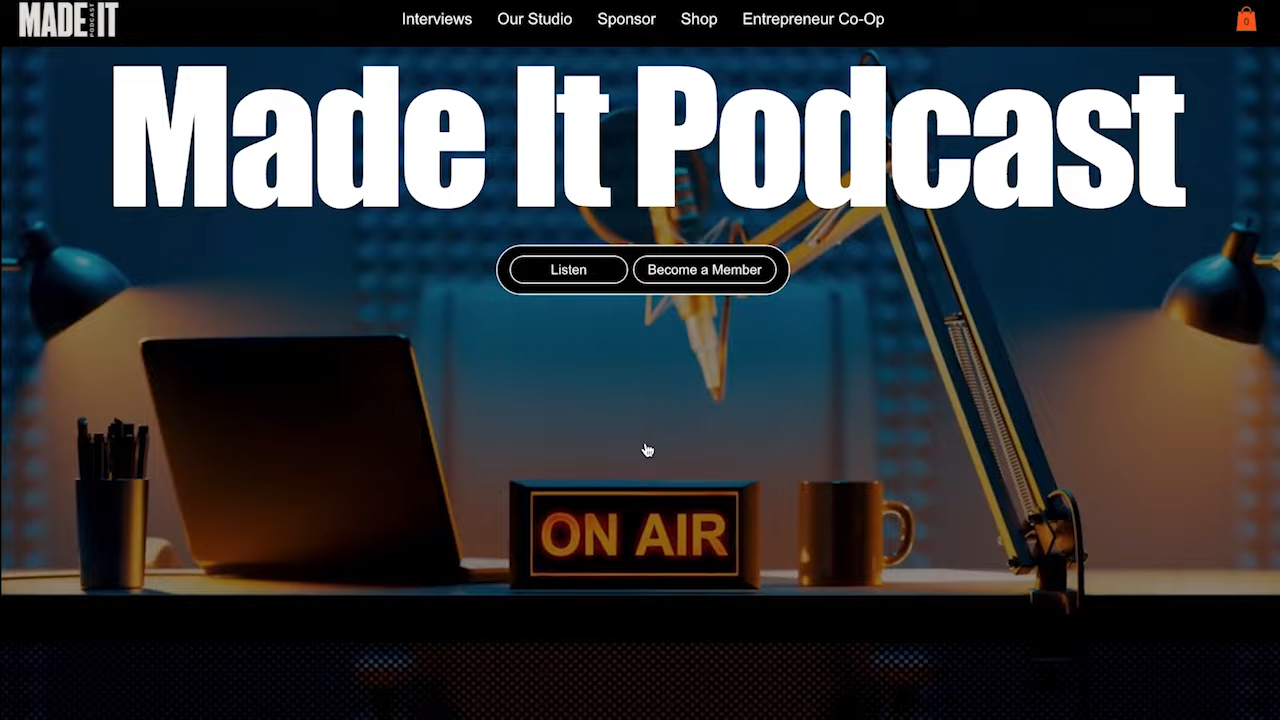 MADE IT
PODCAST
Interviews Our Studio Sponsor Shop Entrepreneur Co-Op
0
Made It Podcast
Listen Become a Member
ON AIR